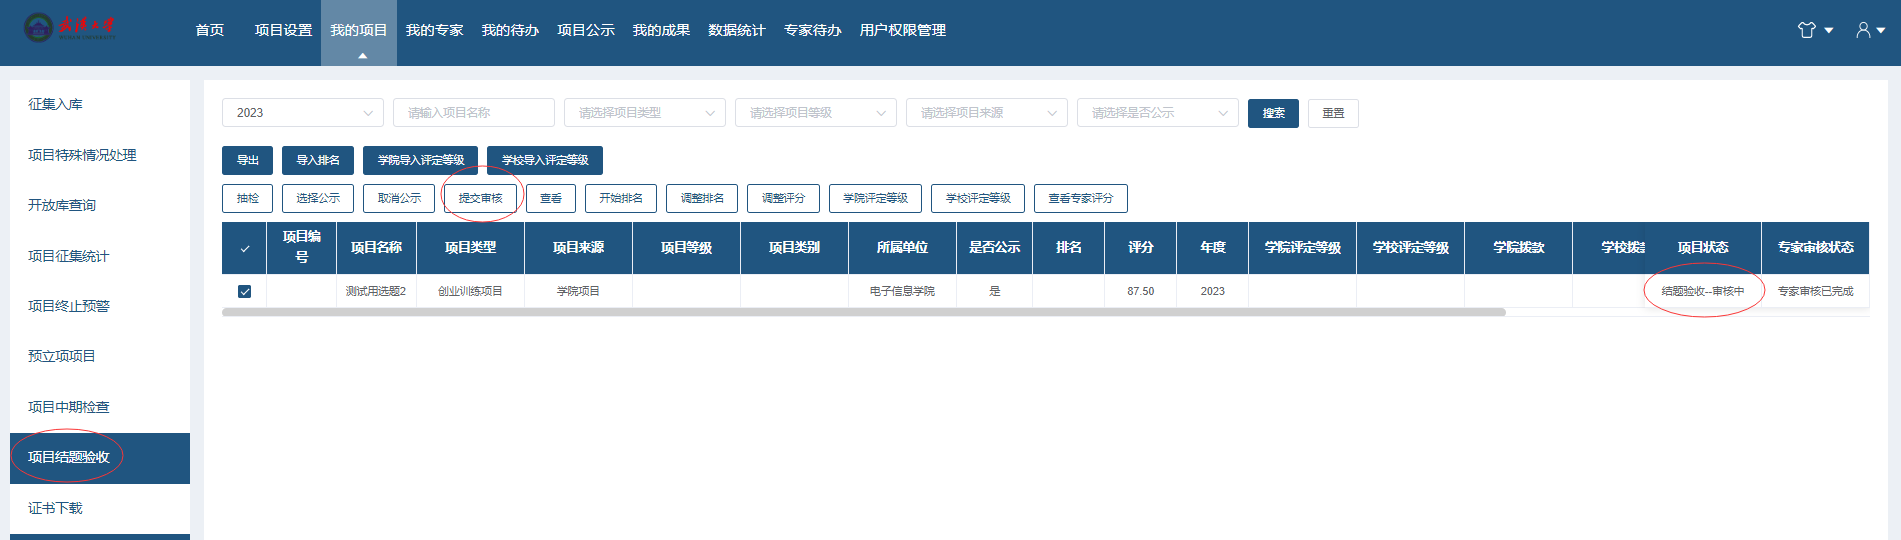 武汉大学
WUHAN UNIVERSITY
首页 项目设置 我的项目 我的专家 我的待办 项目公示 我的成果 数据统计 专家待办 用户权限管理
征集入库
项目特殊情况处理
开放库查询
项目征集统计
项目终止预警
预立项项目
项目中期检查
项目结题验收
证书下载
2023 请输入项目名称 请选择项目类型 请选择项目等级 请选择项目来源 请选择是否公示 搜索 重置
导出 导入排名 学院导入评定等级 学校导入评定等级
抽检 选择公示 取消公示 提交审核 查看 开始排名 调整排名 调整评分 学院评定等级 学校评定等级 查看专家评分
项目编号 项目名称 项目类型 项目来源 项目等级 项目类别 所属单位 是否公示 排名 评分 年度 学院评定等级 学校评定等级 学院拨款 学校拨 项目状态 专家审核状态
测试用选题2 创业训练项目 学院项目 电子信息学院 是 87.50 2023 结题验收--审核中 专家审核已完成